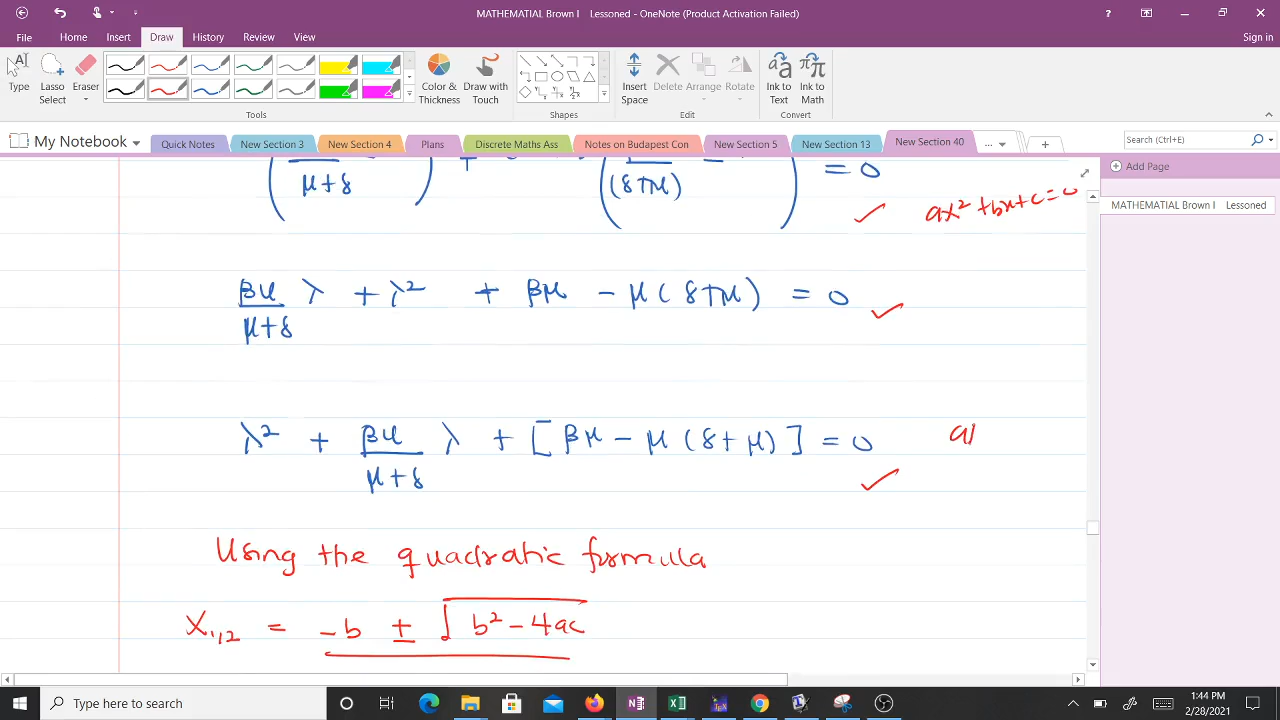 MATHEMATIAL Brown I Lessoned - OneNote (Product Activation Failed)
File Home Insert Draw History Review View Sign in
Type Lasso Select Eraser Color & Thickness Draw with Touch Insert Space Delete Arrange Rotate Ink to Text Ink to Math
Tools Shapes Edit Convert
My Notebook Quick Notes New Section 3 New Section 4 Plans Discrete Maths Ass Notes on Budapest Con New Section 5 New Section 13 New Section 40 ... Search (Ctrl+E)
Add Page
MATHEMATIAL Brown I Lessoned
μ+δ (δ+μ) = 0
ax² + bx + c = 0
βμ/μ+δ λ + λ² + βμ - μ(δ+μ) = 0
λ² + βμ/μ+δ λ + [βμ - μ(δ+μ)] = 0
Using the quadratic formula
X₁,₂ = -b ± √b² - 4ac
Type here to search
1:44 PM
2/28/2021